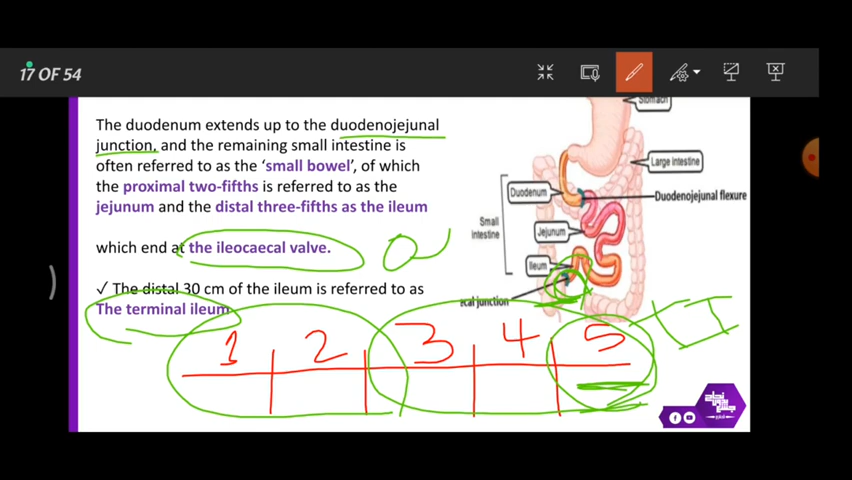 17 OF 54
The duodenum extends up to the duodenojejunal
junction, and the remaining small intestine is
often referred to as the ‘small bowel’, of which
the proximal two-fifths is referred to as the
jejunum and the distal three-fifths as the ileum
which end at the ileocaecal valve.
✓ The distal 30 cm of the ileum is referred to as
The terminal ileum
Stomach
Large intestine
Duodenum
Duodenojejunal flexure
Small
intestine
Jejunum
Ileum
ecal junction
1 2 3 4 5
TI